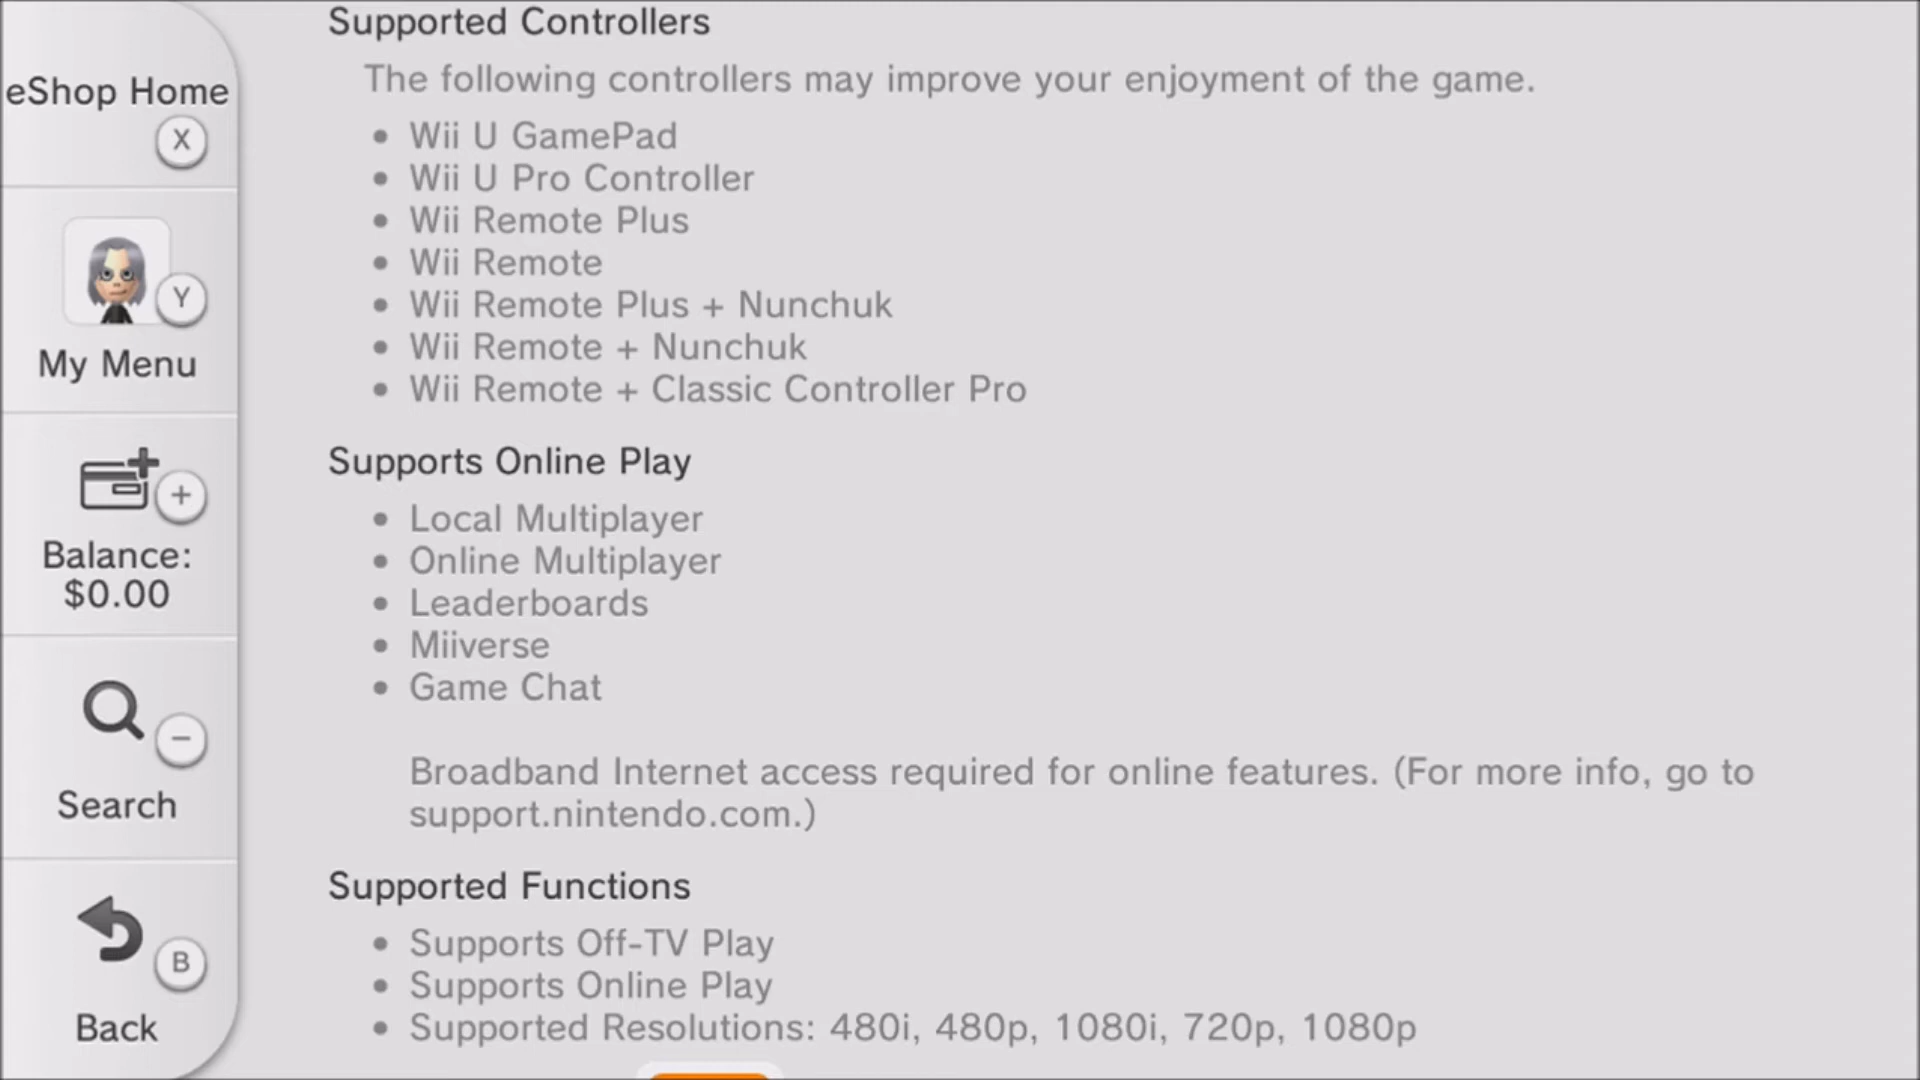 eShop Home
X
Y
My Menu
+
Balance:
$0.00
-
Search
B
Back
Supported Controllers
The following controllers may improve your enjoyment of the game.
• Wii U GamePad
• Wii U Pro Controller
• Wii Remote Plus
• Wii Remote
• Wii Remote Plus + Nunchuk
• Wii Remote + Nunchuk
• Wii Remote + Classic Controller Pro
Supports Online Play
• Local Multiplayer
• Online Multiplayer
• Leaderboards
• Miiverse
• Game Chat
Broadband Internet access required for online features. (For more info, go to
support.nintendo.com.)
Supported Functions
• Supports Off-TV Play
• Supports Online Play
• Supported Resolutions: 480i, 480p, 1080i, 720p, 1080p